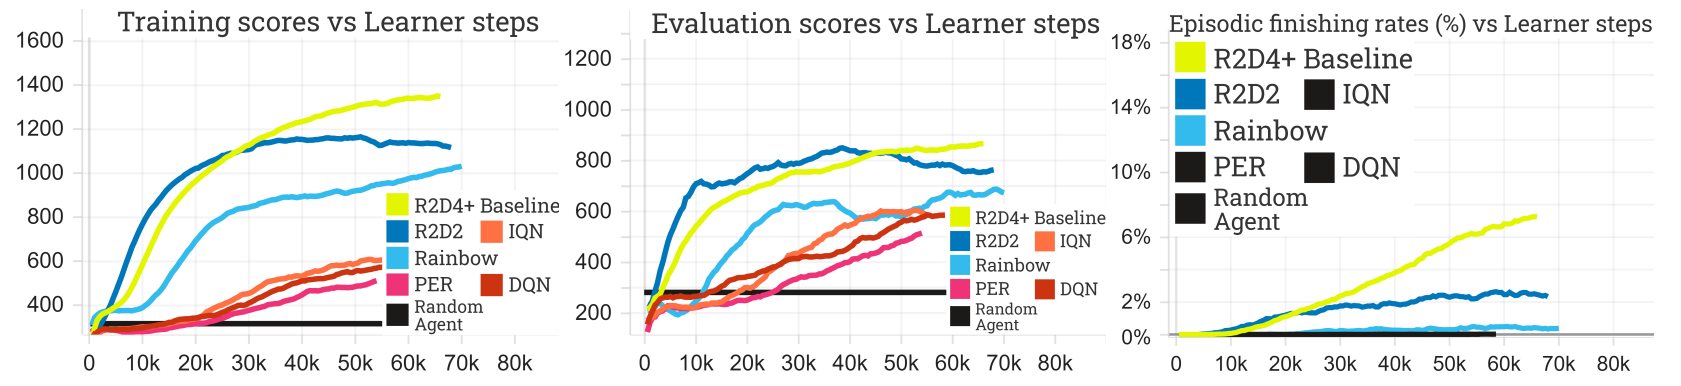 Training scores vs Learner steps
1600
1400
1200
1000
800
600
400
0 10k 20k 30k 40k 50k 60k 70k 80k
R2D4+ Baseline
R2D2 IQN
Rainbow
PER DQN
Random
Agent
Evaluation scores vs Learner steps
1200
1000
800
600
400
200
0 10k 20k 30k 40k 50k 60k 70k 80k
R2D4+ Baseline
R2D2 IQN
Rainbow
PER DQN
Random
Agent
Episodic finishing rates (%) vs Learner steps
18%
14%
10%
6%
2%
0%
0 10k 20k 30k 40k 50k 60k 70k 80k
R2D4+ Baseline
R2D2 IQN
Rainbow
PER DQN
Random
Agent